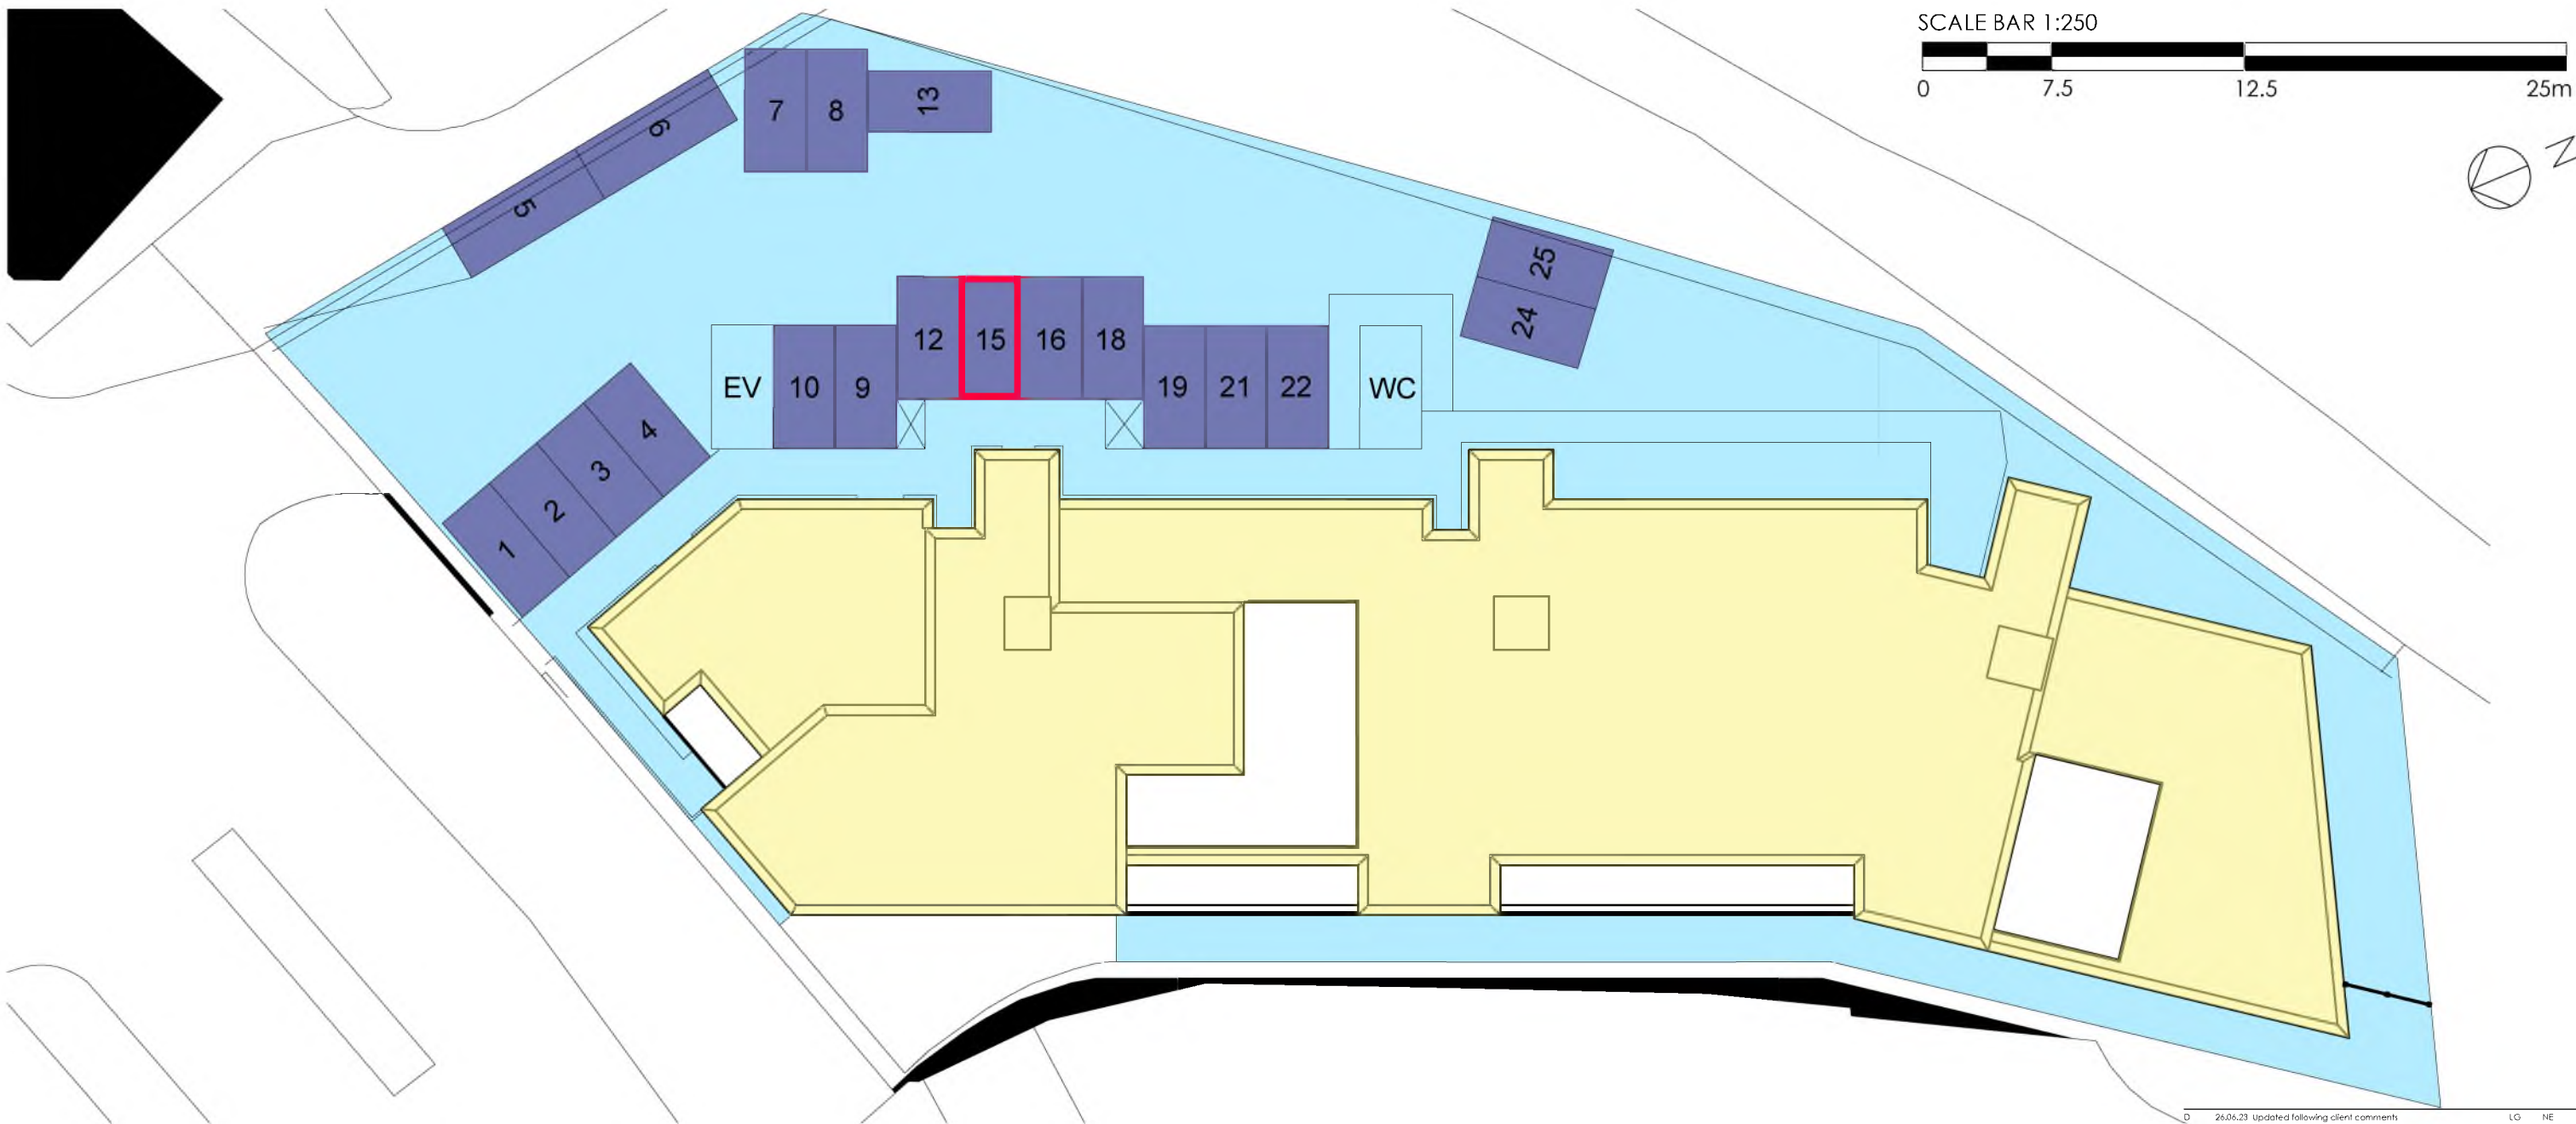 SCALE BAR 1:250
0 7.5 12.5 25m
N
7 8 13
6
5
25
24
12 15 16 18
EV 10 9 19 21 22 WC
4
3
2
1
D 26.06.23 Updated following client comments LG NE